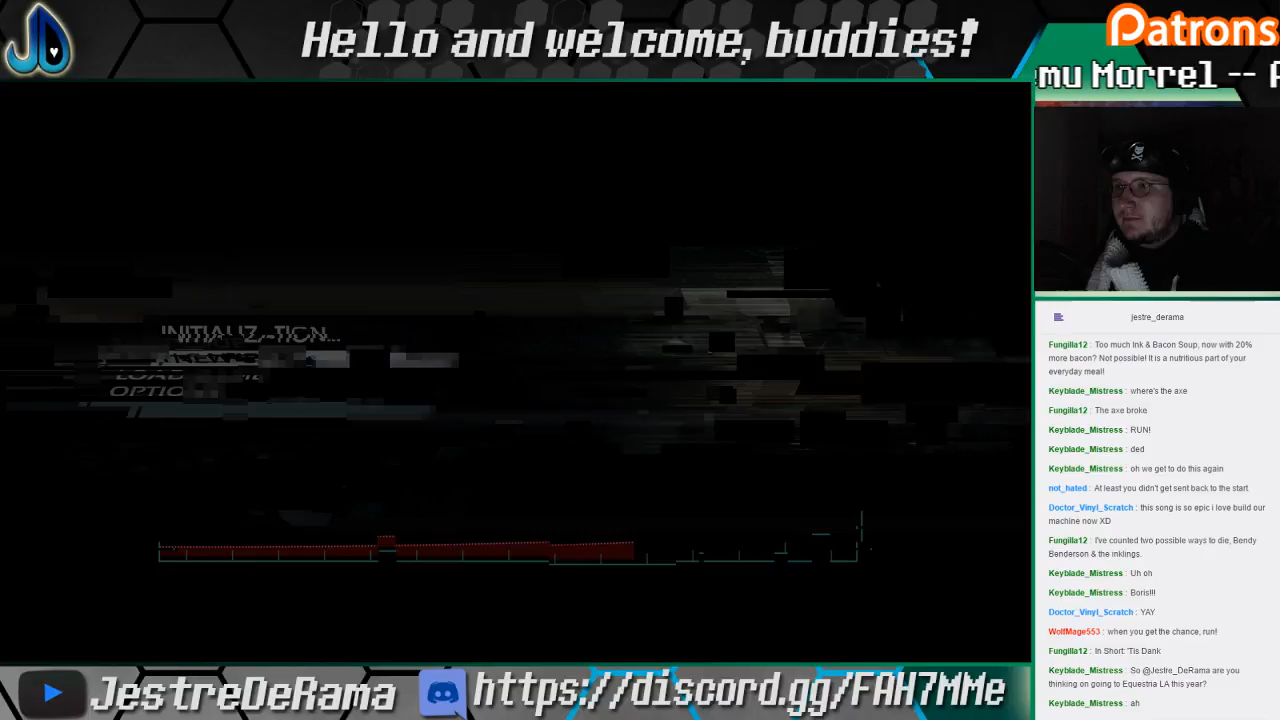 Hello and welcome, buddies!
Patrons
emu Morrel --
INITIALIZATION...
OPTIO
jestre_derama
Fungilla12 : Too much Ink & Bacon Soup, now with 20%
more bacon? Not possible! It is a nutritious part of your
everyday meal!
Keyblade_Mistress : where's the axe
Fungilla12 : The axe broke
Keyblade_Mistress : RUN!
Keyblade_Mistress : ded
Keyblade_Mistress : oh we get to do this again
not_hated : At least you didn't get sent back to the start.
Doctor_Vinyl_Scratch : this song is so epic i love build our
machine now XD
Fungilla12 : I've counted two possible ways to die, Bendy
Benderson & the inklings.
Keyblade_Mistress : Uh oh
Keyblade_Mistress : Boris!!!
Doctor_Vinyl_Scratch : YAY
WolfMage553 : when you get the chance, run!
Fungilla12 : In Short: 'Tis Dank
Keyblade_Mistress : So @Jestre_DeRama are you
thinking on going to Equestria LA this year?
Keyblade_Mistress : ah
JestreDeRama
https://discord.gg/FAH7MMe